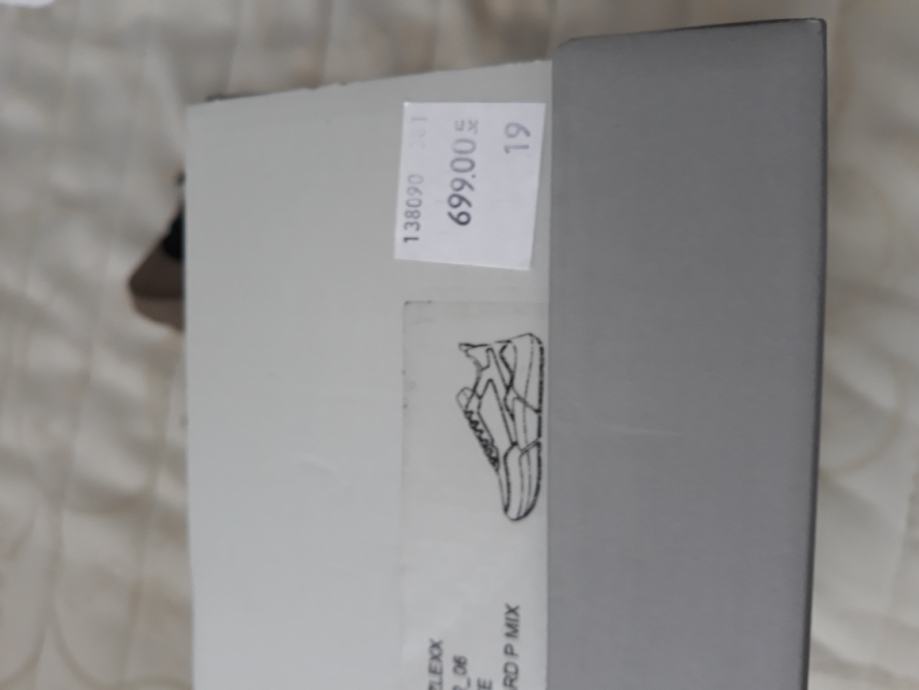 138090
699.00
19
ZLEXX
_06
E
RD P MIX